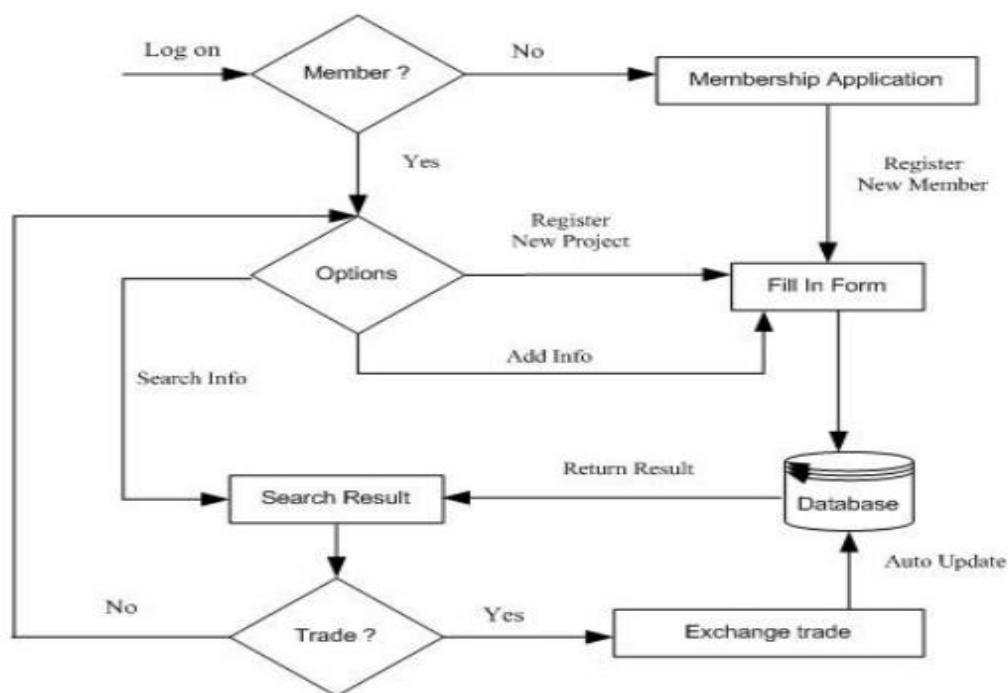 Log on
Member ?
No
Membership Application
Yes
Register
New Member
Register
New Project
Options
Fill In Form
Add Info
Search Info
Return Result
Search Result
Database
Auto Update
No
Trade ?
Yes
Exchange trade